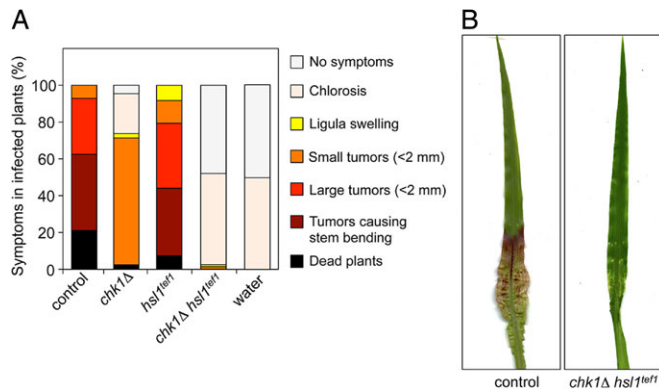 A
B
Symptoms in infected plants (%)
100
80
60
40
20
0
control
chk1Δ
hsl1tef1
chk1Δ hsl1tef1
water
No symptoms
Chlorosis
Ligula swelling
Small tumors (<2 mm)
Large tumors (<2 mm)
Tumors causing
stem bending
Dead plants
control
chk1Δ hsl1tef1